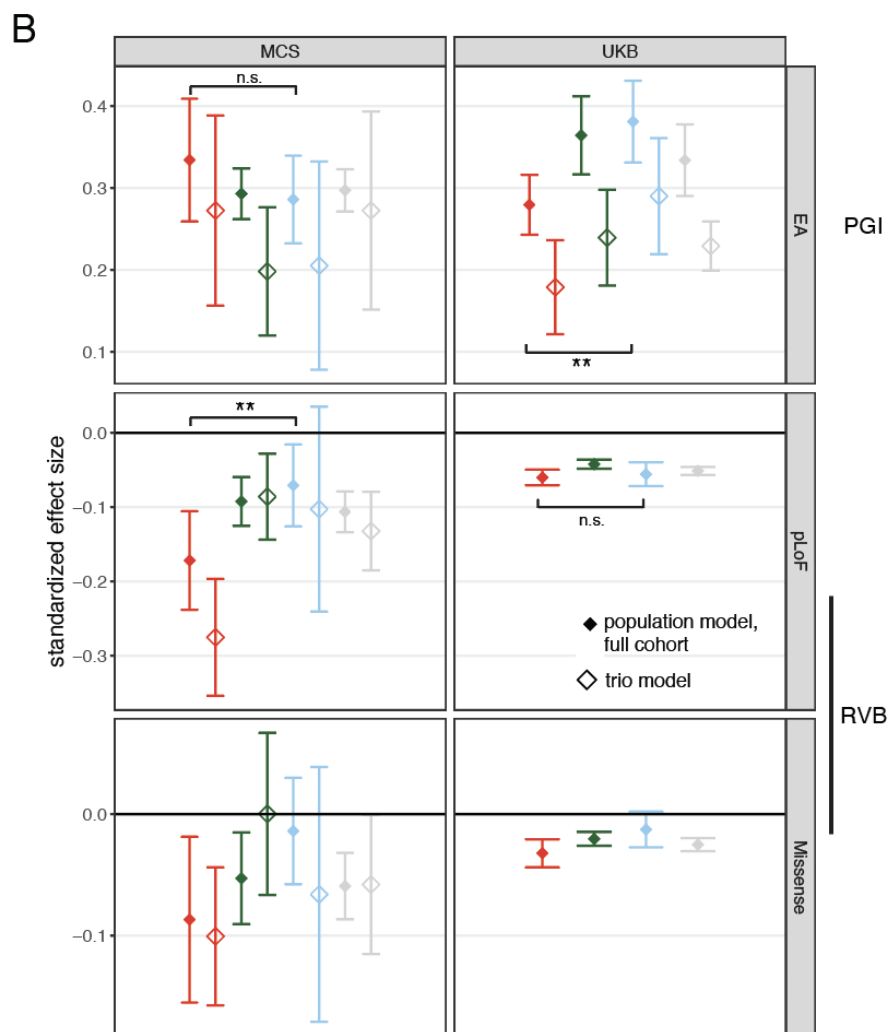 B
MCS
UKB
n.s.
0.4
0.3
0.2
0.1
**
EA
PGI
standardized effect size
**
0.0
−0.1
−0.2
−0.3
n.s.
population model,
full cohort
trio model
pLoF
RVB
0.0
−0.1
Missense